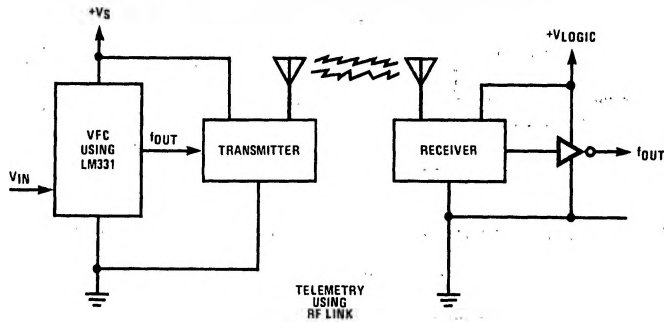 +VS
VFC
USING
LM331
fOUT
VIN
TRANSMITTER
+VLOGIC
RECEIVER
fOUT
TELEMETRY
USING
RF LINK